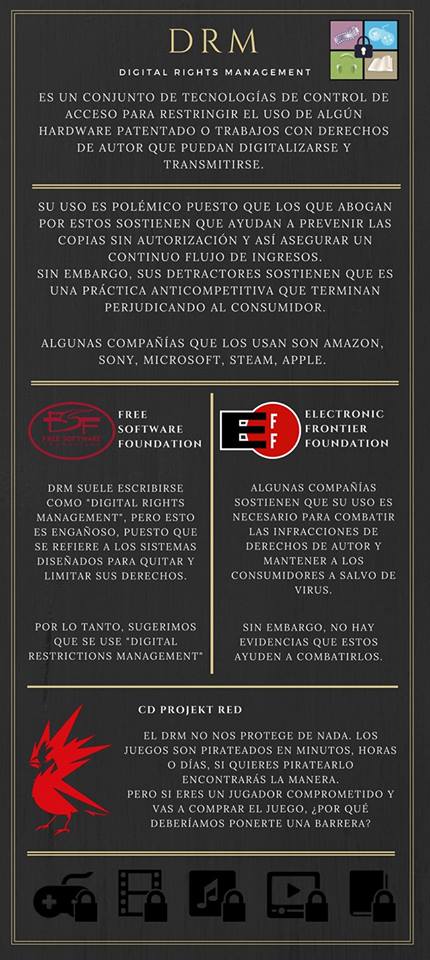 DRM
DIGITAL RIGHTS MANAGEMENT
ES UN CONJUNTO DE TECNOLOGÍAS DE CONTROL DE
ACCESO PARA RESTRINGIR EL USO DE ALGÚN
HARDWARE PATENTADO O TRABAJOS CON DERECHOS
DE AUTOR QUE PUEDAN DIGITALIZARSE Y
TRANSMITIRSE.
SU USO ES POLÉMICO PUESTO QUE LOS QUE ABOGAN
POR ESTOS SOSTIENEN QUE AYUDAN A PREVENIR LAS
COPIAS SIN AUTORIZACIÓN Y ASÍ ASEGURAR UN
CONTINUO FLUJO DE INGRESOS.
SIN EMBARGO, SUS DETRACTORES SOSTIENEN QUE ES
UNA PRÁCTICA ANTICOMPETITIVA QUE TERMINAN
PERJUDICANDO AL CONSUMIDOR.
ALGUNAS COMPAÑÍAS QUE LOS USAN SON AMAZON,
SONY, MICROSOFT, STEAM, APPLE.
FSF
FREE SOFTWARE
FOUNDATION
FREE
SOFTWARE
FOUNDATION
DRM SUELE ESCRIBIRSE
COMO "DIGITAL RIGHTS
MANAGEMENT", PERO ESTO
ES ENGAÑOSO, PUESTO QUE
SE REFIERE A LOS SISTEMAS
DISEÑADOS PARA QUITAR Y
LIMITAR SUS DERECHOS.
POR LO TANTO, SUGERIMOS
QUE SE USE "DIGITAL
RESTRICTIONS MANAGEMENT"
EFF
ELECTRONIC
FRONTIER
FOUNDATION
ALGUNAS COMPAÑÍAS
SOSTIENEN QUE SU USO ES
NECESARIO PARA COMBATIR
LAS INFRACCIONES DE
DERECHOS DE AUTOR Y
MANTENER A LOS
CONSUMIDORES A SALVO DE
VIRUS.
SIN EMBARGO, NO HAY
EVIDENCIAS QUE ESTOS
AYUDEN A COMBATIRLOS.
CD PROJEKT RED
EL DRM NO NOS PROTEGE DE NADA. LOS
JUEGOS SON PIRATEADOS EN MINUTOS, HORAS
O DÍAS, SI QUIERES PIRATEARLO
ENCONTRARÁS LA MANERA.
PERO SI ERES UN JUGADOR COMPROMETIDO Y
VAS A COMPRAR EL JUEGO, ¿POR QUÉ
DEBERÍAMOS PONERTE UNA BARRERA?